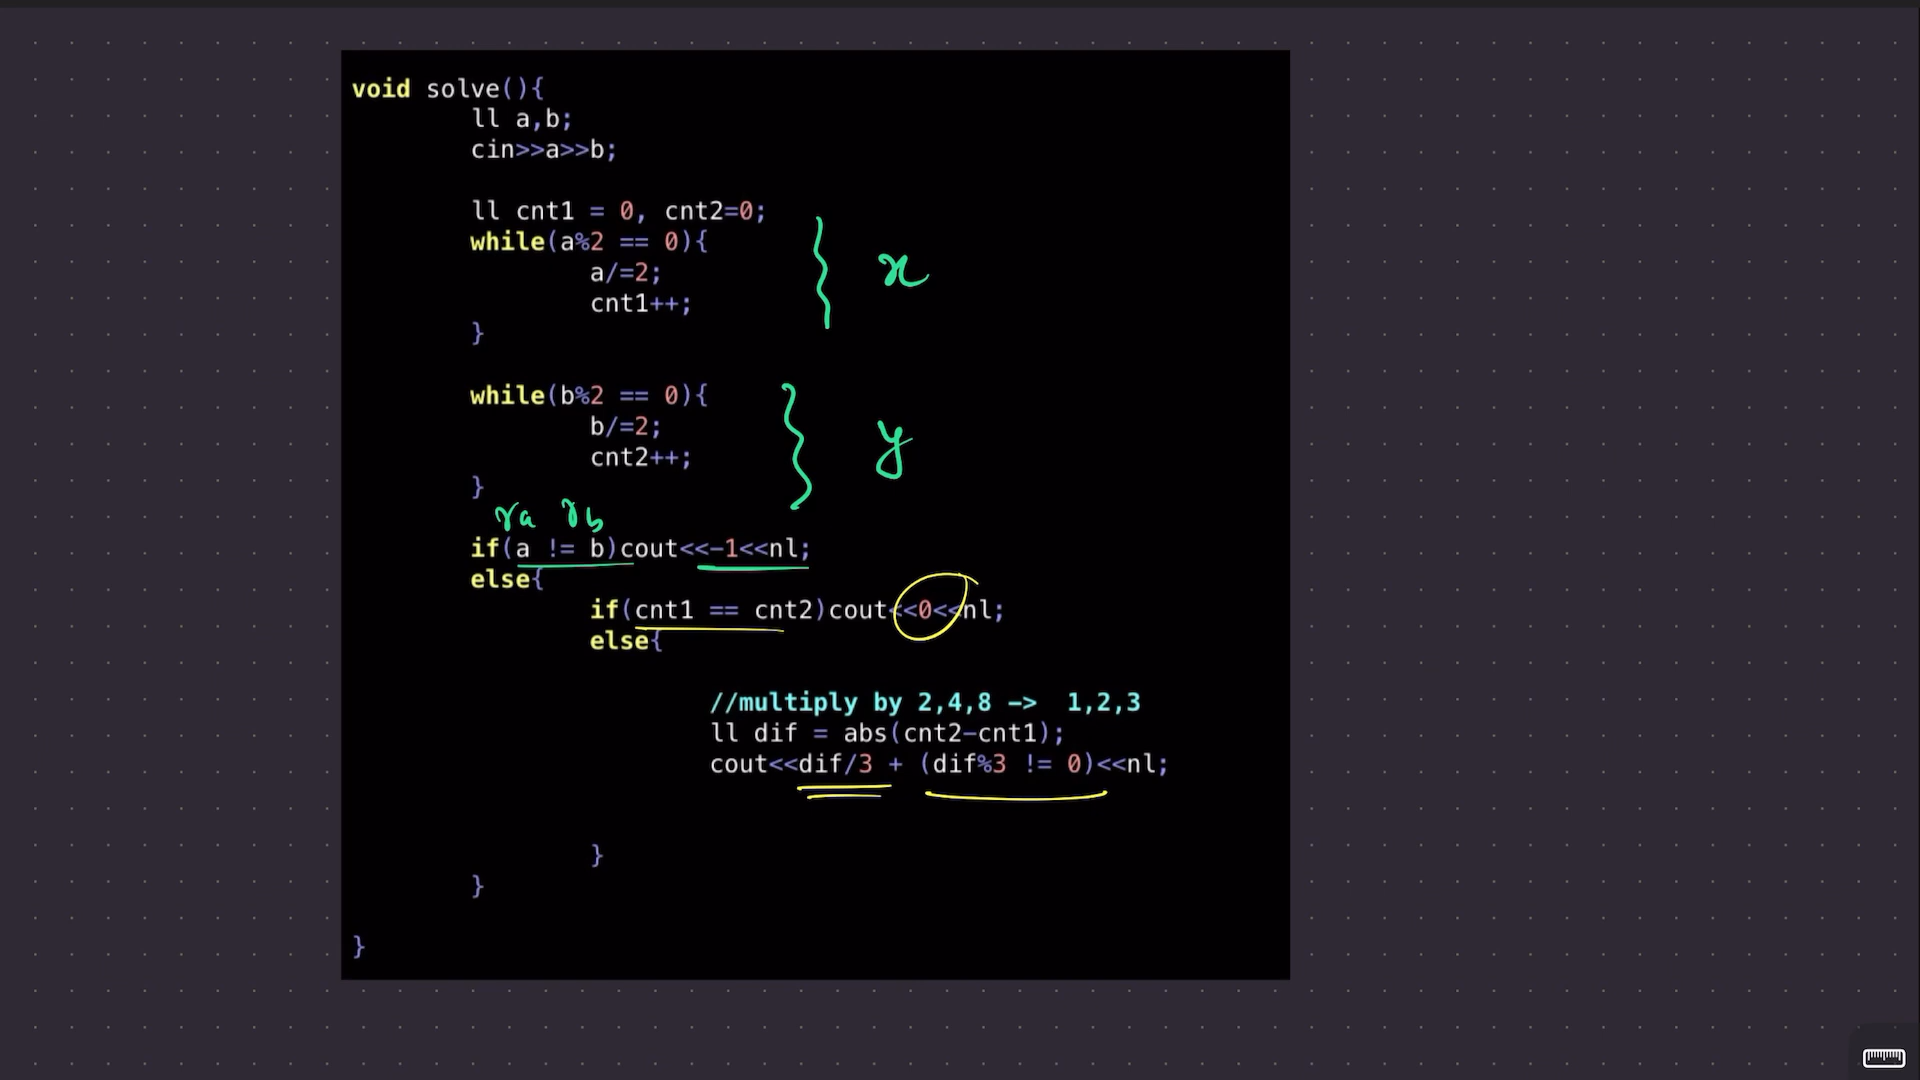 void solve(){
ll a,b;
cin>>a>>b;
ll cnt1 = 0, cnt2=0;
while(a%2 == 0){
a/=2;
cnt1++;
}
x
while(b%2 == 0){
b/=2;
cnt2++;
}
y
ra rb
if(a != b)cout<<-1<<nl;
else{
if(cnt1 == cnt2)cout<<0<<nl;
else{
//multiply by 2,4,8 -> 1,2,3
ll dif = abs(cnt2-cnt1);
cout<<dif/3 + (dif%3 != 0)<<nl;
}
}
}